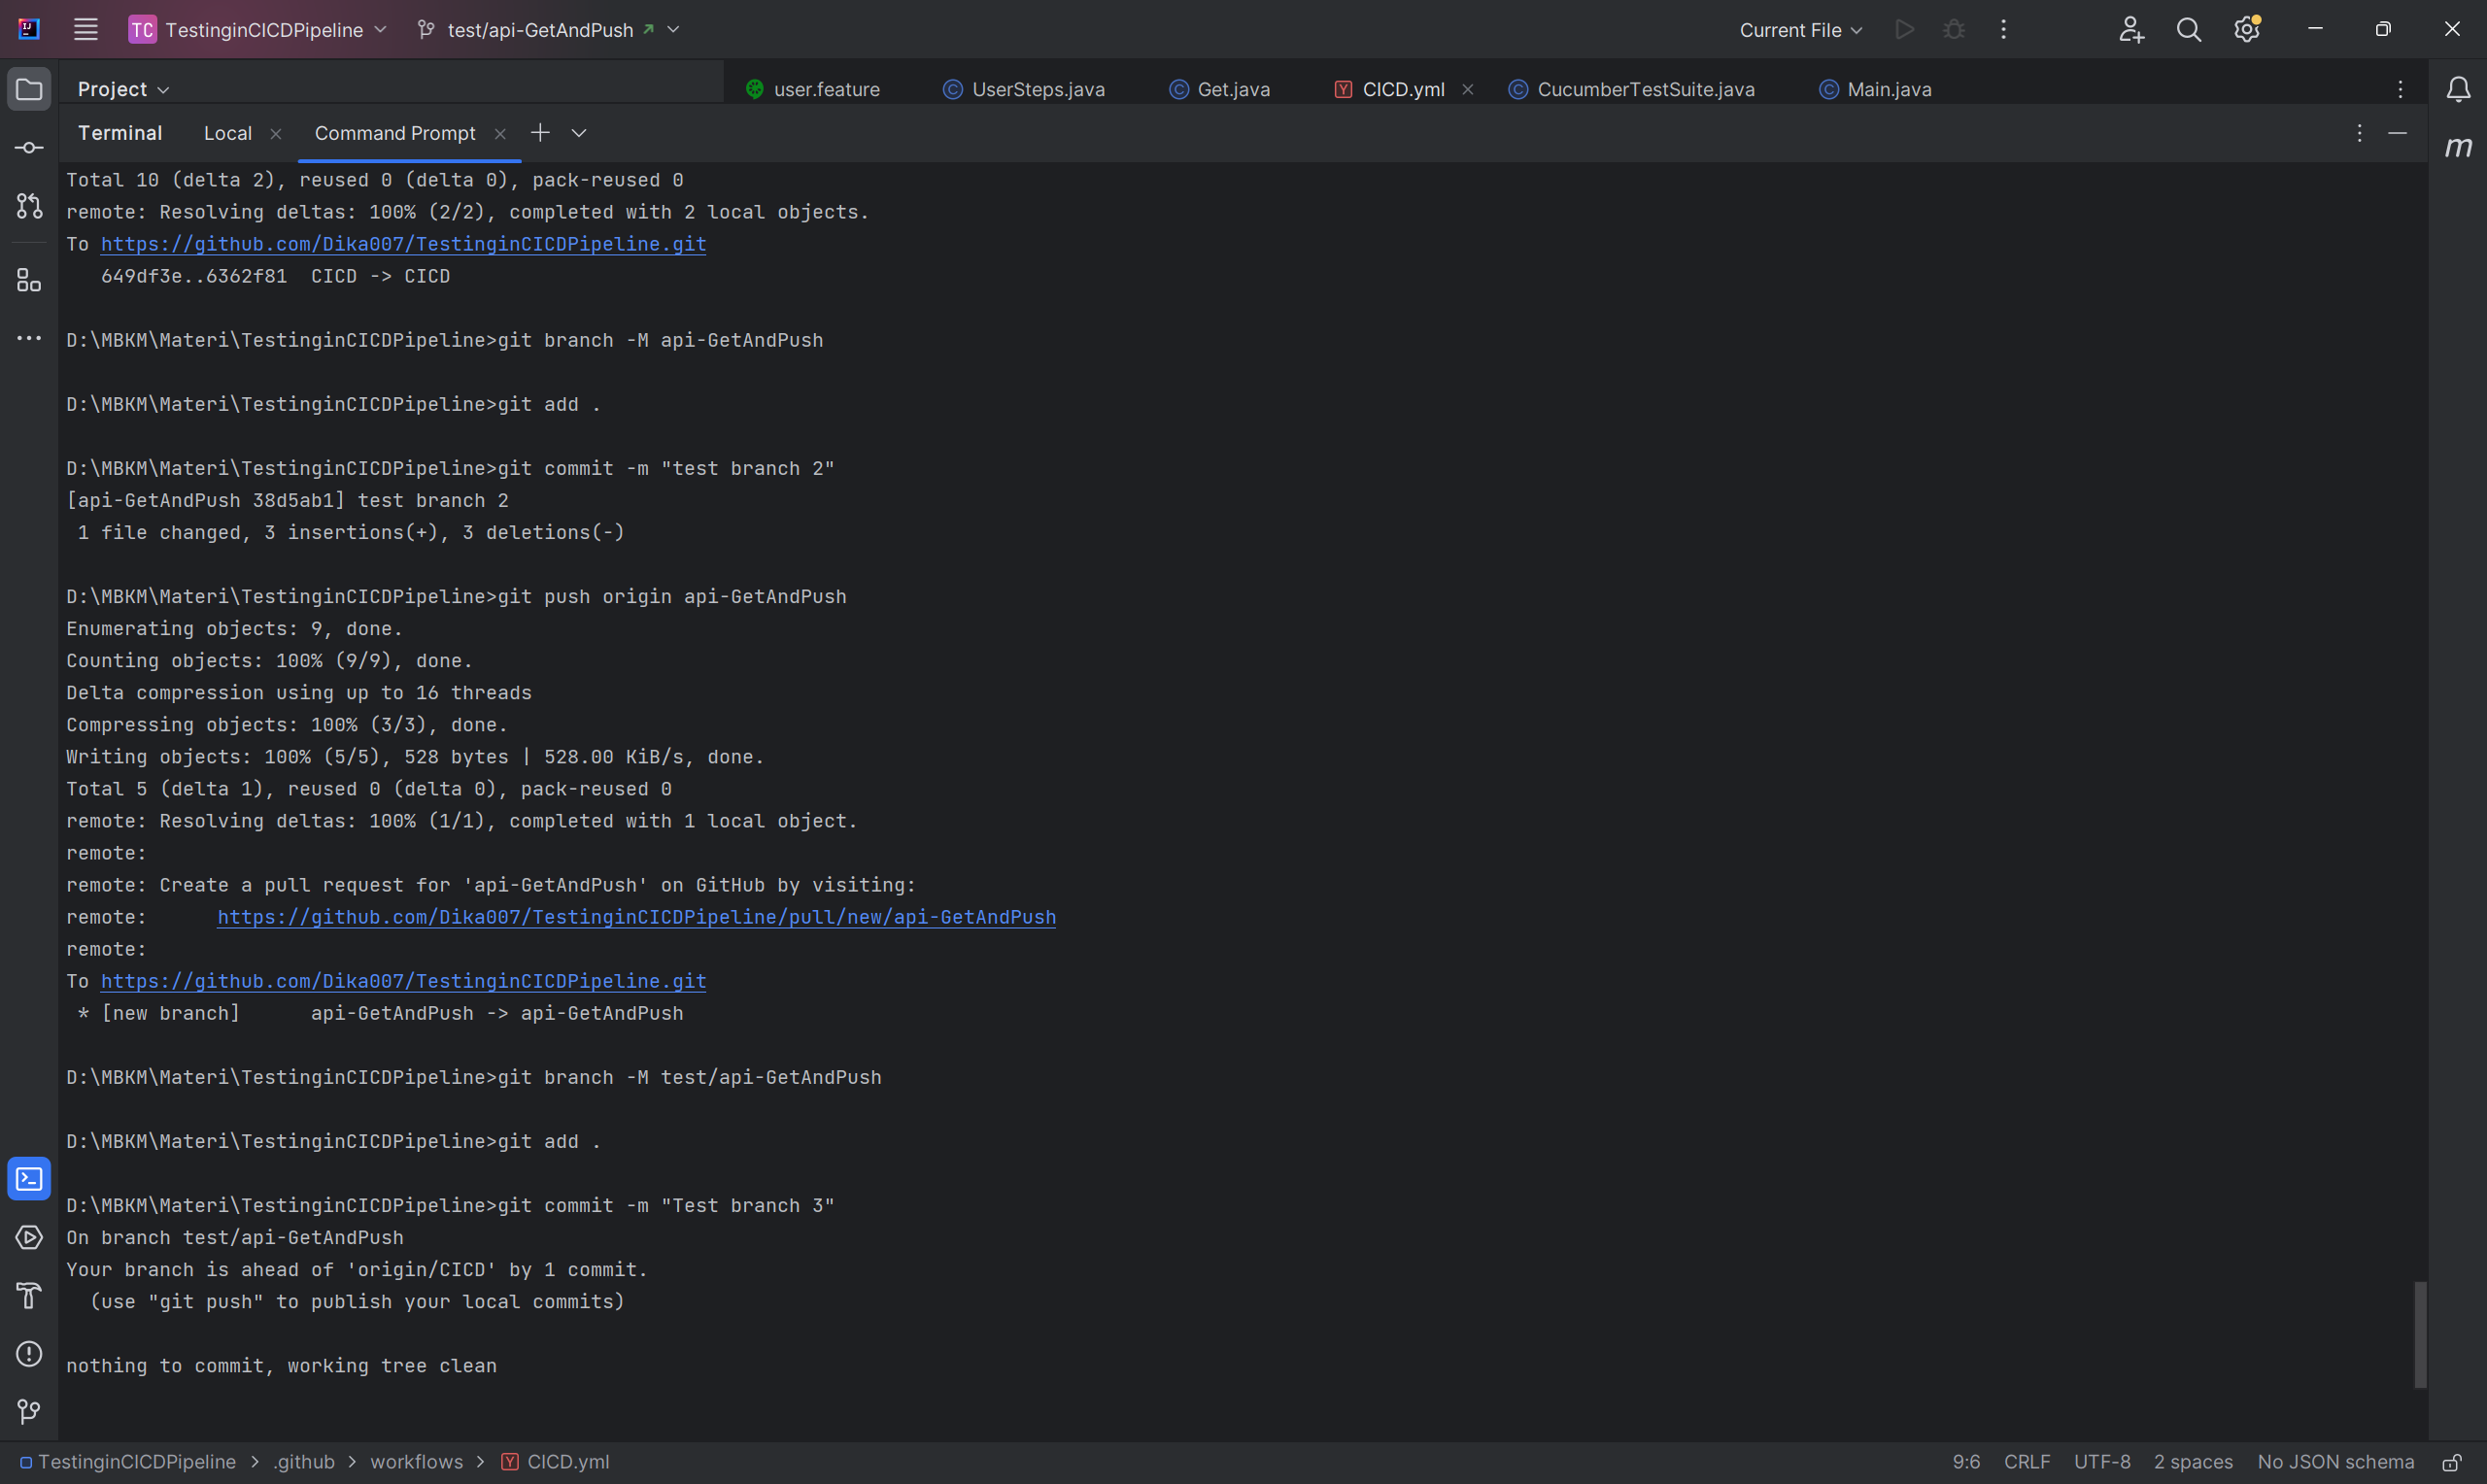 TC TestinginCICDPipeline test/api-GetAndPush Current File
Project user.feature UserSteps.java Get.java CICD.yml CucumberTestSuite.java Main.java
Terminal Local Command Prompt
Total 10 (delta 2), reused 0 (delta 0), pack-reused 0
remote: Resolving deltas: 100% (2/2), completed with 2 local objects.
To https://github.com/Dika007/TestinginCICDPipeline.git
649df3e..6362f81  CICD -> CICD
D:\MBKM\Materi\TestinginCICDPipeline>git branch -M api-GetAndPush
D:\MBKM\Materi\TestinginCICDPipeline>git add .
D:\MBKM\Materi\TestinginCICDPipeline>git commit -m "test branch 2"
[api-GetAndPush 38d5ab1] test branch 2
1 file changed, 3 insertions(+), 3 deletions(-)
D:\MBKM\Materi\TestinginCICDPipeline>git push origin api-GetAndPush
Enumerating objects: 9, done.
Counting objects: 100% (9/9), done.
Delta compression using up to 16 threads
Compressing objects: 100% (3/3), done.
Writing objects: 100% (5/5), 528 bytes | 528.00 KiB/s, done.
Total 5 (delta 1), reused 0 (delta 0), pack-reused 0
remote: Resolving deltas: 100% (1/1), completed with 1 local object.
remote:
remote: Create a pull request for 'api-GetAndPush' on GitHub by visiting:
remote:      https://github.com/Dika007/TestinginCICDPipeline/pull/new/api-GetAndPush
remote:
To https://github.com/Dika007/TestinginCICDPipeline.git
* [new branch]      api-GetAndPush -> api-GetAndPush
D:\MBKM\Materi\TestinginCICDPipeline>git branch -M test/api-GetAndPush
D:\MBKM\Materi\TestinginCICDPipeline>git add .
D:\MBKM\Materi\TestinginCICDPipeline>git commit -m "Test branch 3"
On branch test/api-GetAndPush
Your branch is ahead of 'origin/CICD' by 1 commit.
(use "git push" to publish your local commits)
nothing to commit, working tree clean
TestinginCICDPipeline > .github > workflows > CICD.yml 9:6 CRLF UTF-8 2 spaces No JSON schema